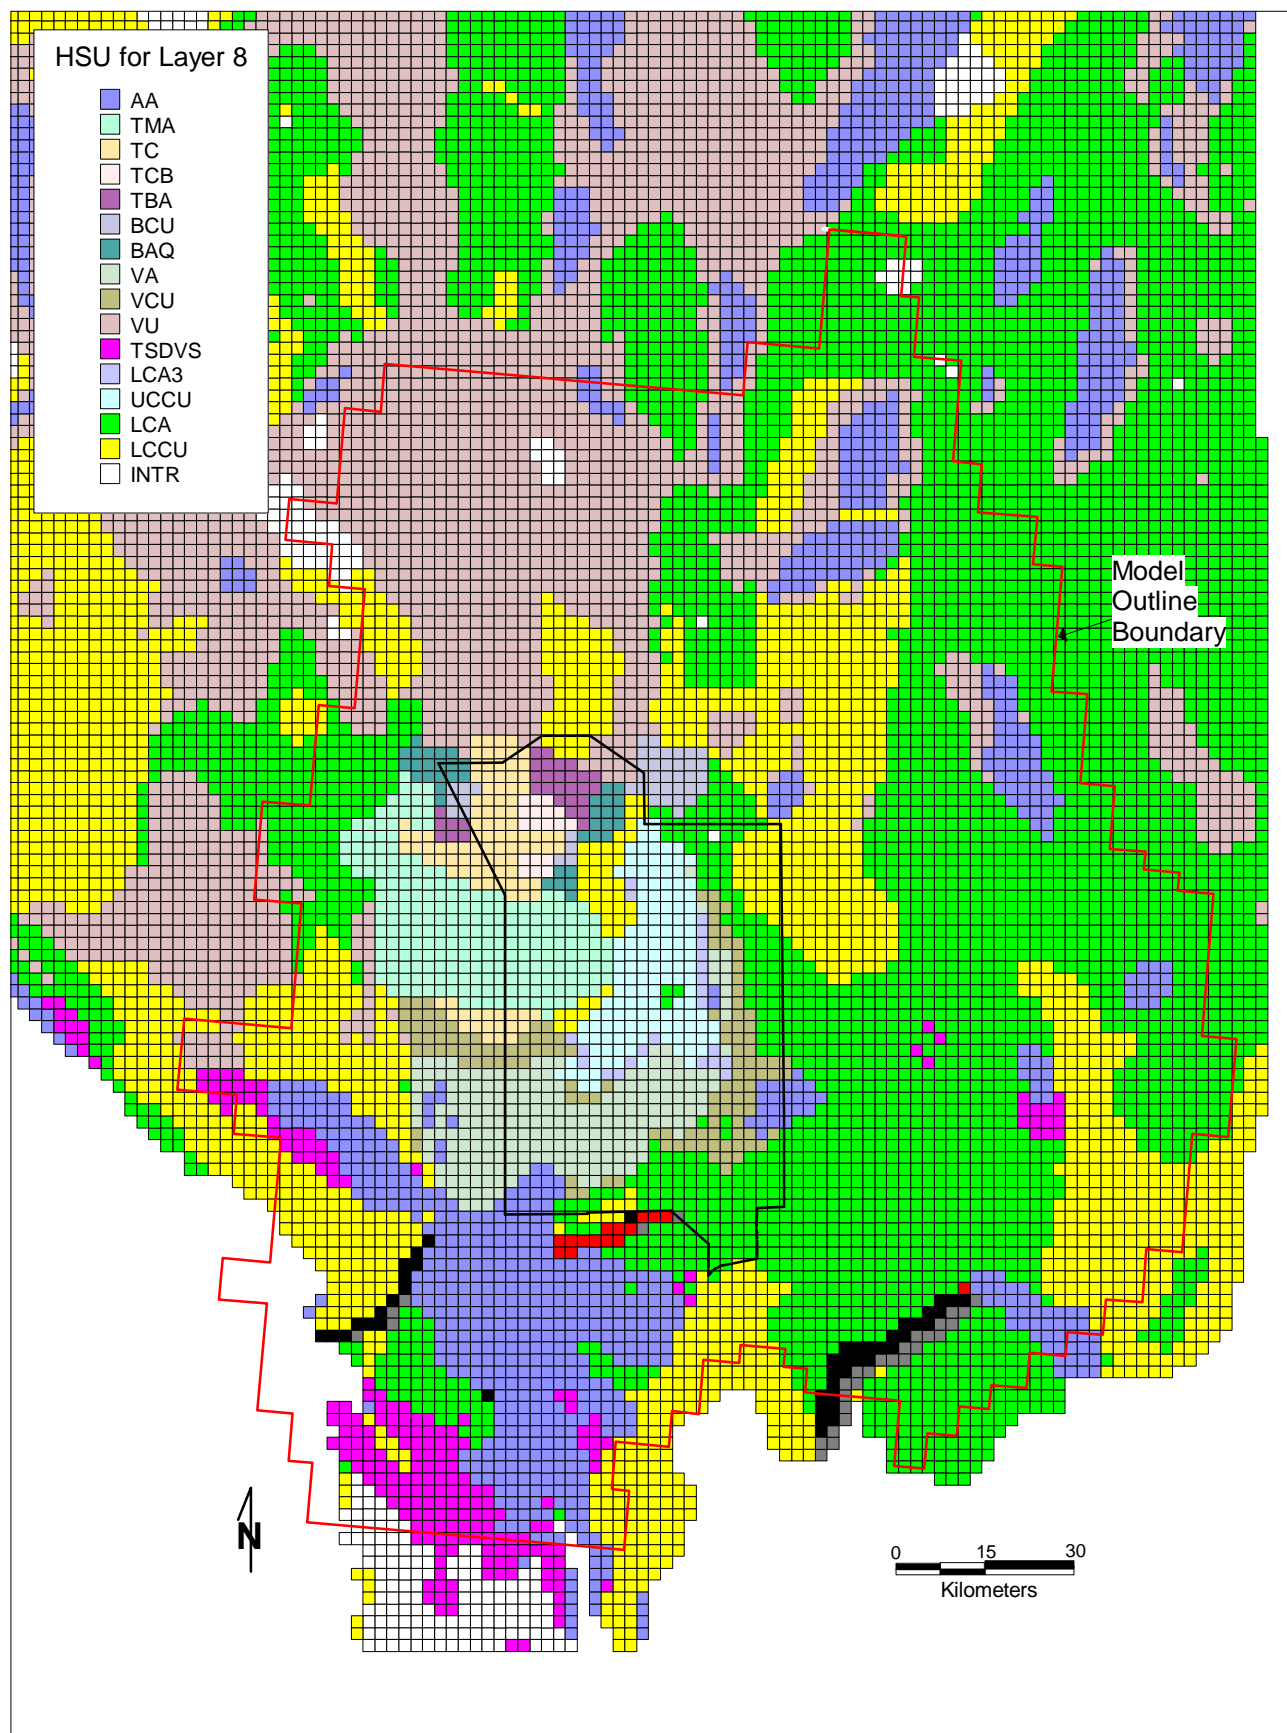 HSU for Layer 8
AA
TMA
TC
TCB
TBA
BCU
BAQ
VA
VCU
VU
TSDVS
LCA3
UCCU
LCA
LCCU
INTR
Model
Outline
Boundary
N
0 15 30
Kilometers